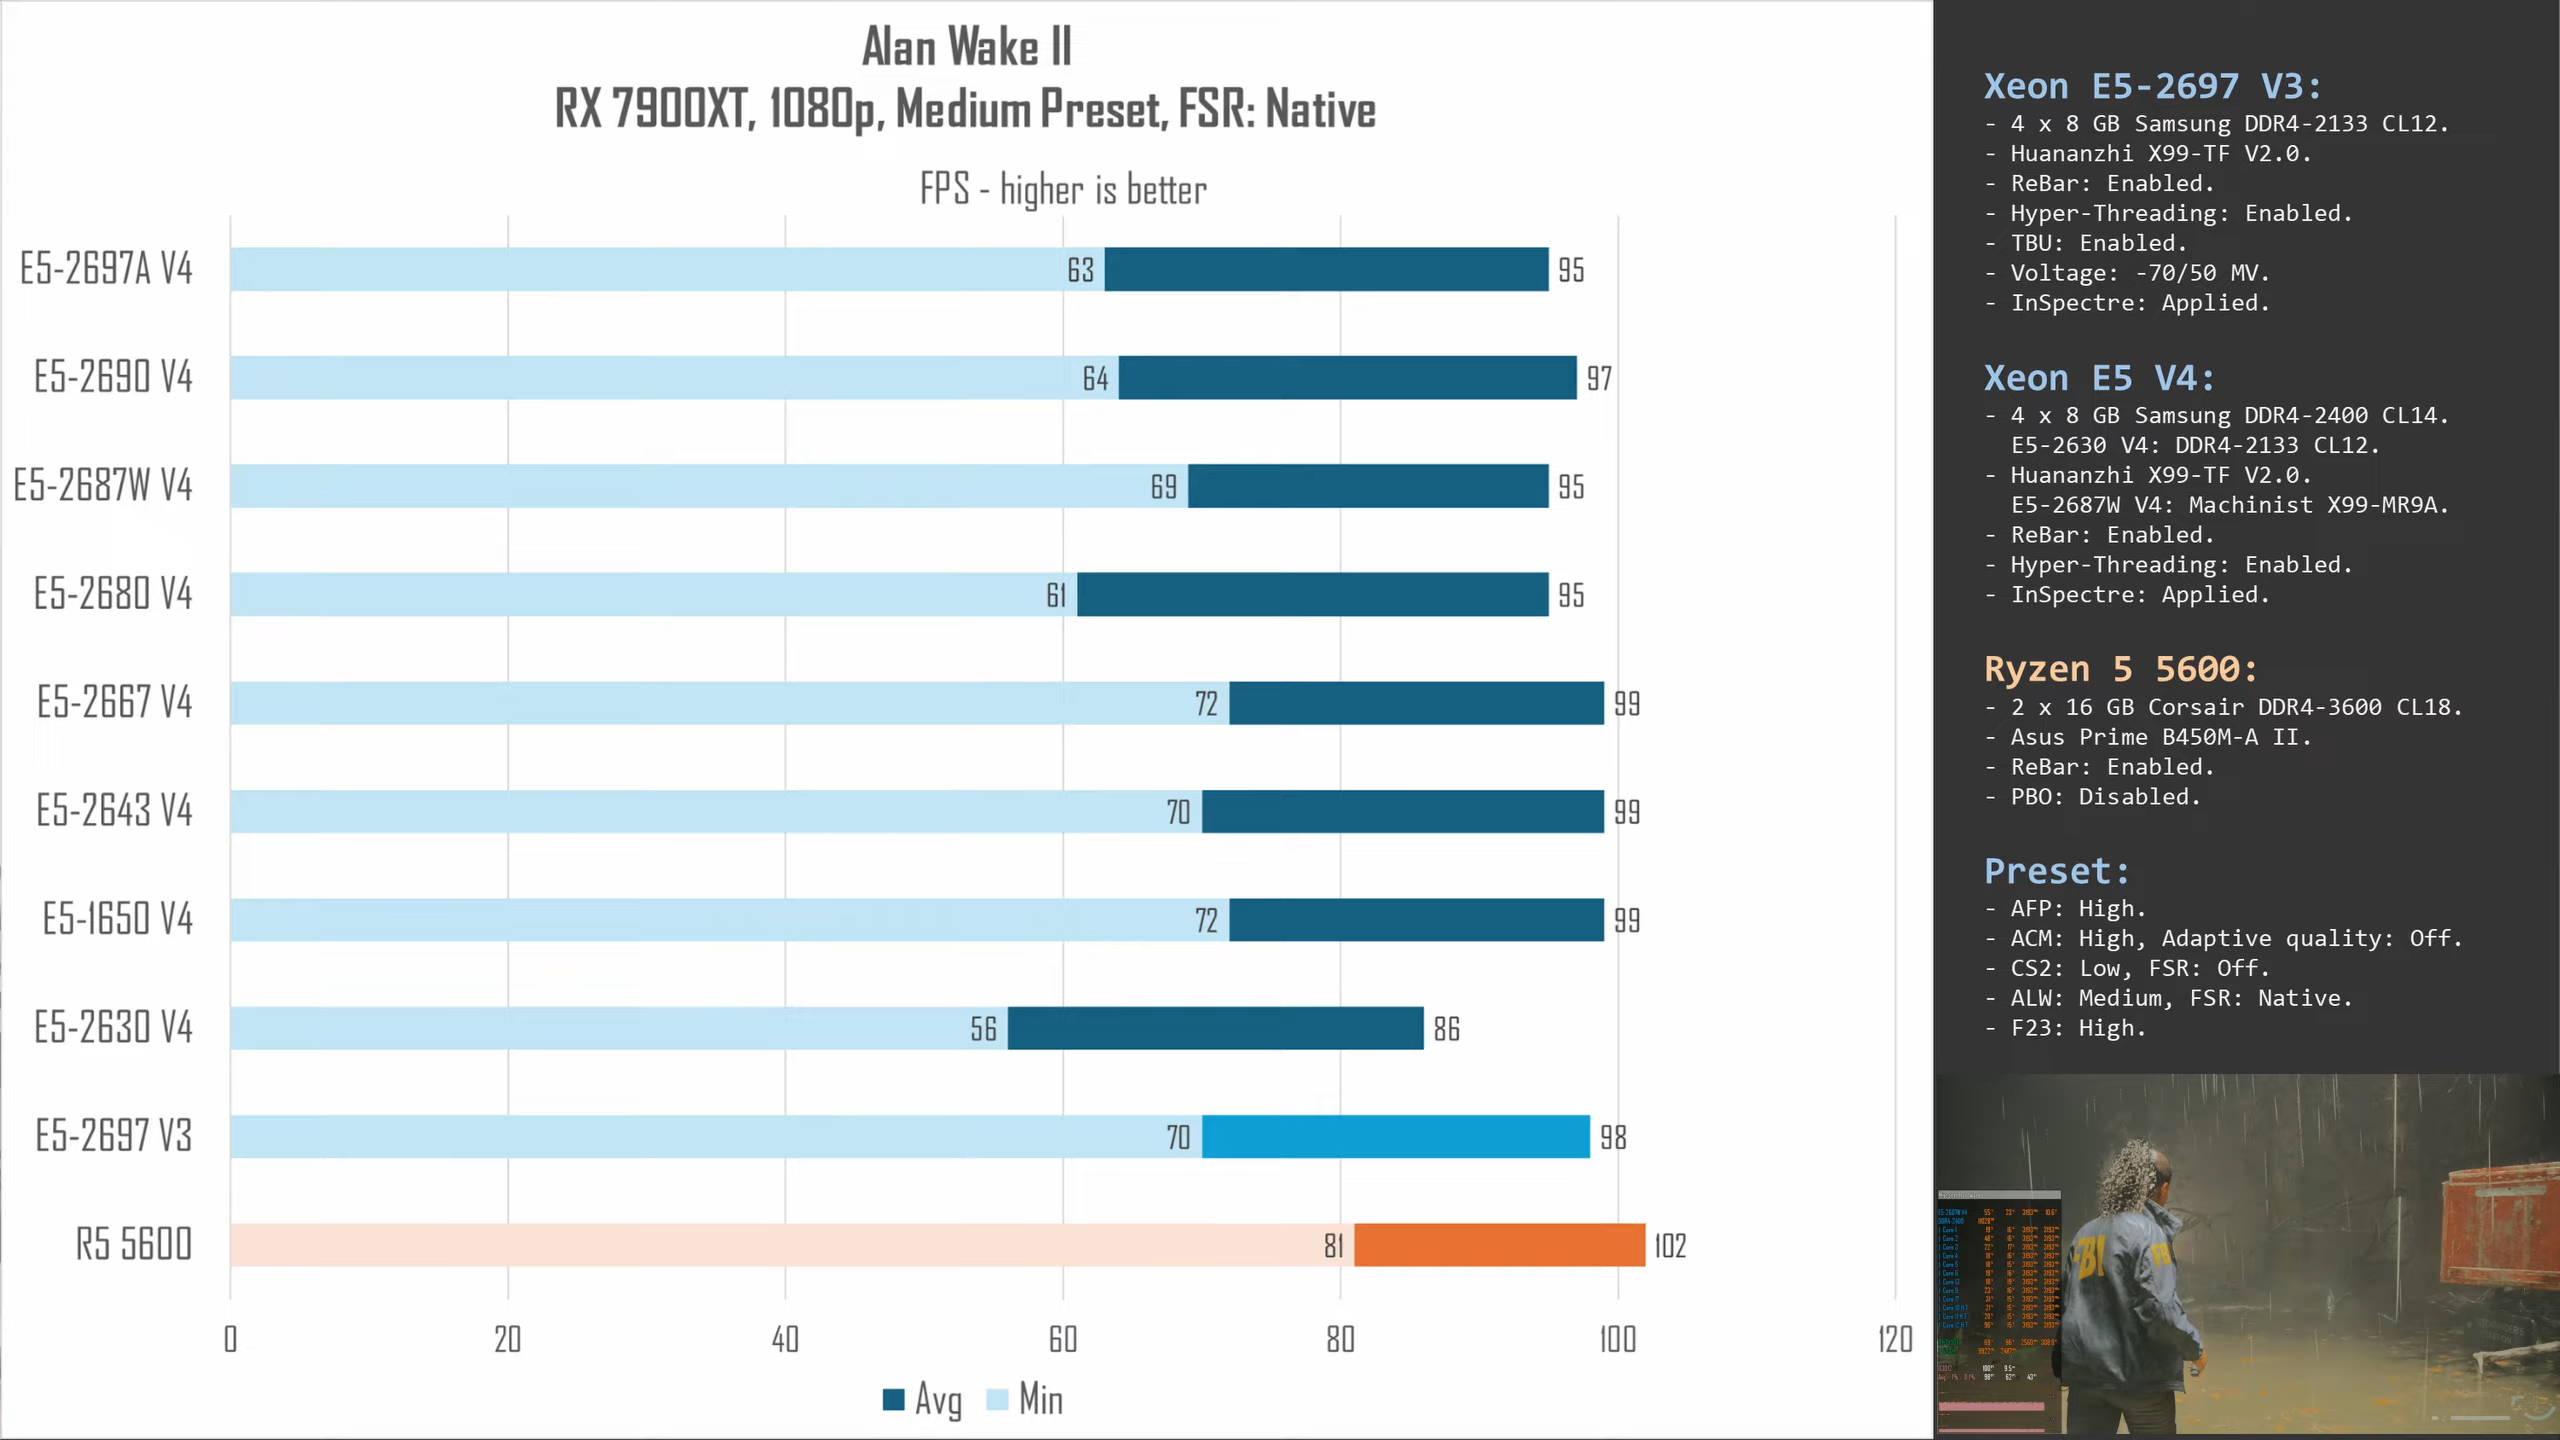 Alan Wake II
RX 7900XT, 1080p, Medium Preset, FSR: Native
FPS - higher is better
E5-2697A V4 63 95
E5-2690 V4 64 97
E5-2687W V4 69 95
E5-2680 V4 61 95
E5-2667 V4 72 99
E5-2643 V4 70 99
E5-1650 V4 72 99
E5-2630 V4 56 86
E5-2697 V3 70 98
R5 5600 81 102
0 20 40 60 80 100 120
Avg Min
Xeon E5-2697 V3:
- 4 x 8 GB Samsung DDR4-2133 CL12.
- Huananzhi X99-TF V2.0.
- ReBar: Enabled.
- Hyper-Threading: Enabled.
- TBU: Enabled.
- Voltage: -70/50 MV.
- InSpectre: Applied.
Xeon E5 V4:
- 4 x 8 GB Samsung DDR4-2400 CL14.
E5-2630 V4: DDR4-2133 CL12.
- Huananzhi X99-TF V2.0.
E5-2687W V4: Machinist X99-MR9A.
- ReBar: Enabled.
- Hyper-Threading: Enabled.
- InSpectre: Applied.
Ryzen 5 5600:
- 2 x 16 GB Corsair DDR4-3600 CL18.
- Asus Prime B450M-A II.
- ReBar: Enabled.
- PBO: Disabled.
Preset:
- AFP: High.
- ACM: High, Adaptive quality: Off.
- CS2: Low, FSR: Off.
- ALW: Medium, FSR: Native.
- F23: High.
FBI
FB